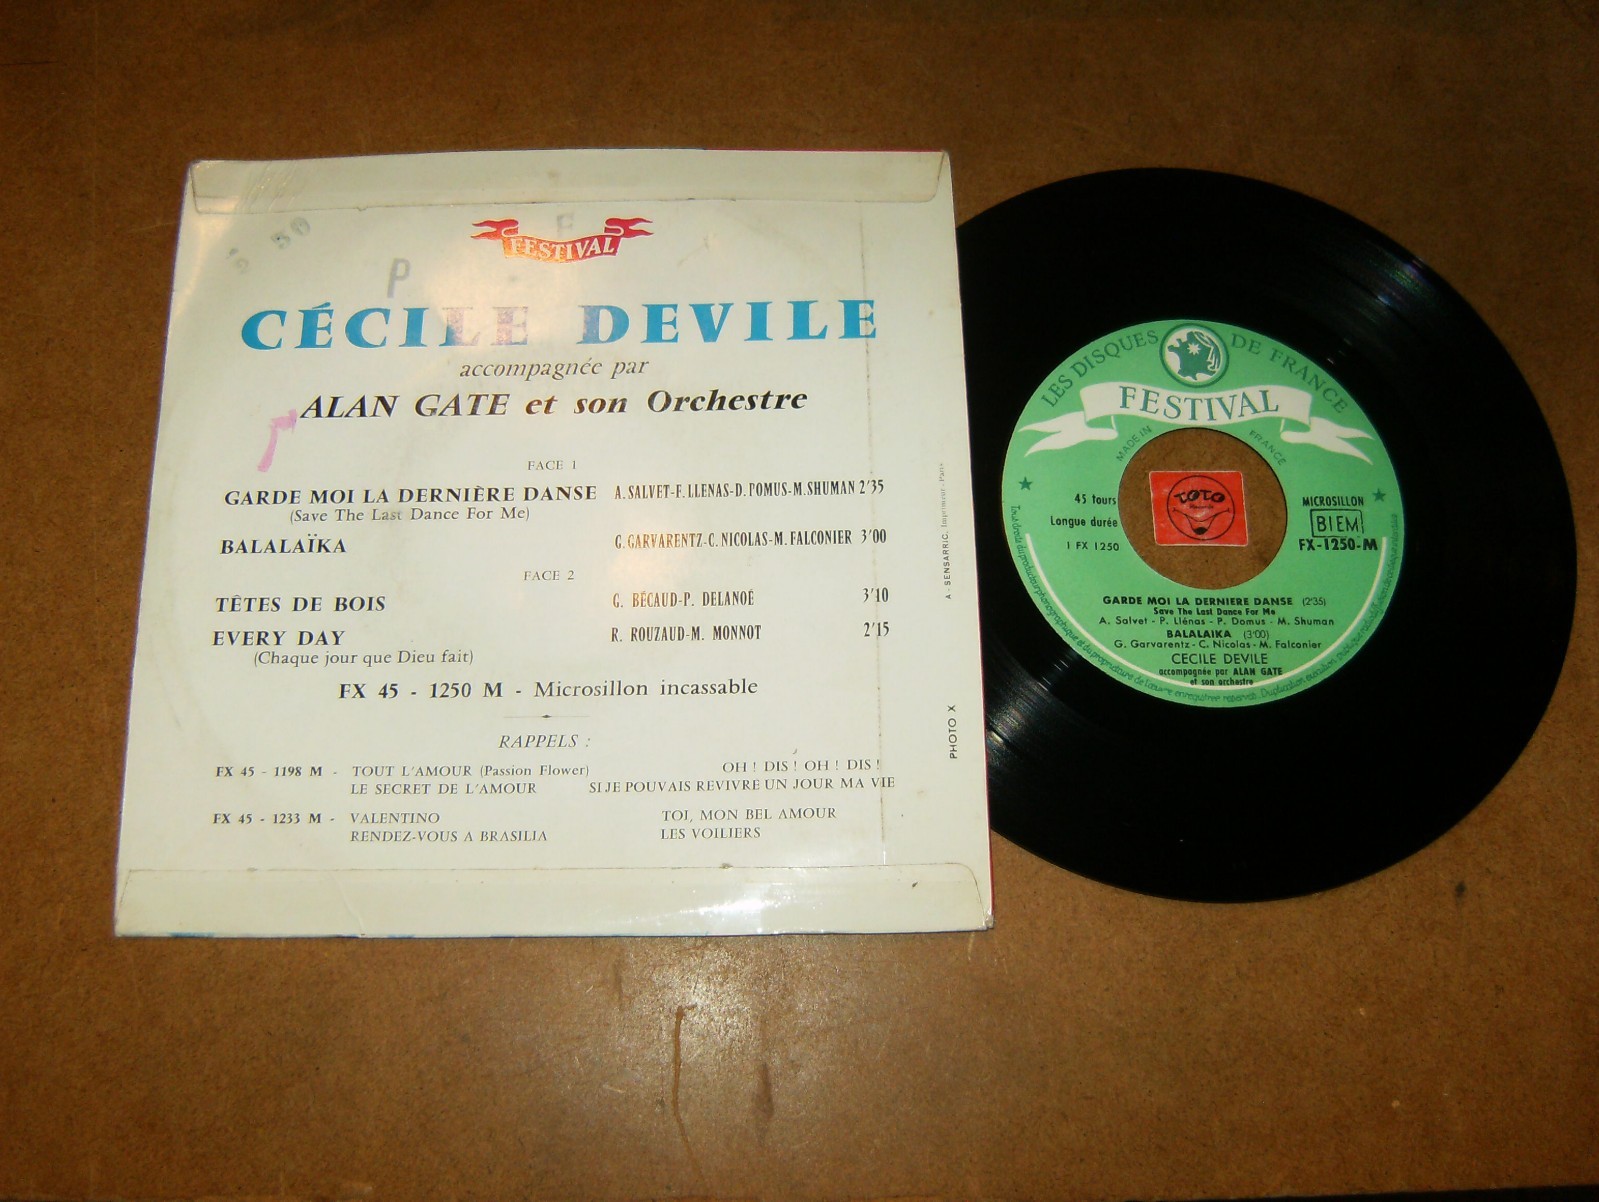 FESTIVAL
P
CÉCILE DEVILE
accompagnée par
ALAN GATE et son Orchestre
FACE 1
GARDE MOI LA DERNIÈRE DANSE A. SALVET-F. LLENAS-D. POMUS-M. SHUMAN 2'35
(Save The Last Dance For Me)
BALALAÏKA G. GARVARENTZ-C. NICOLAS-M. FALCONIER 3'00
FACE 2
TÊTES DE BOIS G. BÉCAUD-P. DELANOÉ 3'10
EVERY DAY R. ROUZAUD-M. MONNOT 2'15
(Chaque jour que Dieu fait)
FX 45 - 1250 M - Microsillon incassable
RAPPELS :
FX 45 - 1198 M - TOUT L'AMOUR (Passion Flower) OH ! DIS ! OH ! DIS !
LE SECRET DE L'AMOUR SI JE POUVAIS REVIVRE UN JOUR MA VIE
FX 45 - 1233 M - VALENTINO TOI, MON BEL AMOUR
RENDEZ-VOUS A BRASILIA LES VOILIERS
A - SENSARRIC, Imprimeur - Paris
PHOTO X
LES DISQUES DE FRANCE
FESTIVAL
MADE IN FRANCE
45 tours
Longue durée
1 FX 1250
TOTO
MICROSILLON
BIEM
FX-1250-M
GARDE MOI LA DERNIERE DANSE (2'35)
Save The Last Dance For Me
A. Salvet - P. Llénas - P. Domus - M. Shuman
BALALAIKA (3'00)
G. Garvarentz - C. Nicolas - M. Falconier
CECILE DEVILE
accompagnée par ALAN GATE
et son orchestre